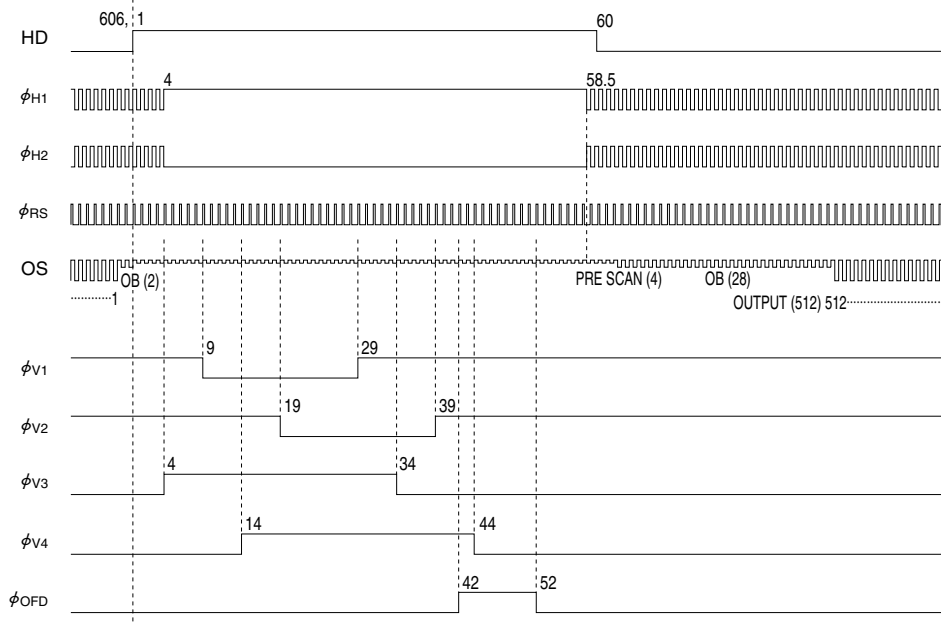 606, 1 60
HD
4 58.5
ϕH1
ϕH2
ϕRS
OS
OB (2) PRE SCAN (4) OB (28)
1 OUTPUT (512) 512
9 29
ϕV1
19 39
ϕV2
4 34
ϕV3
14 44
ϕV4
42 52
ϕOFD